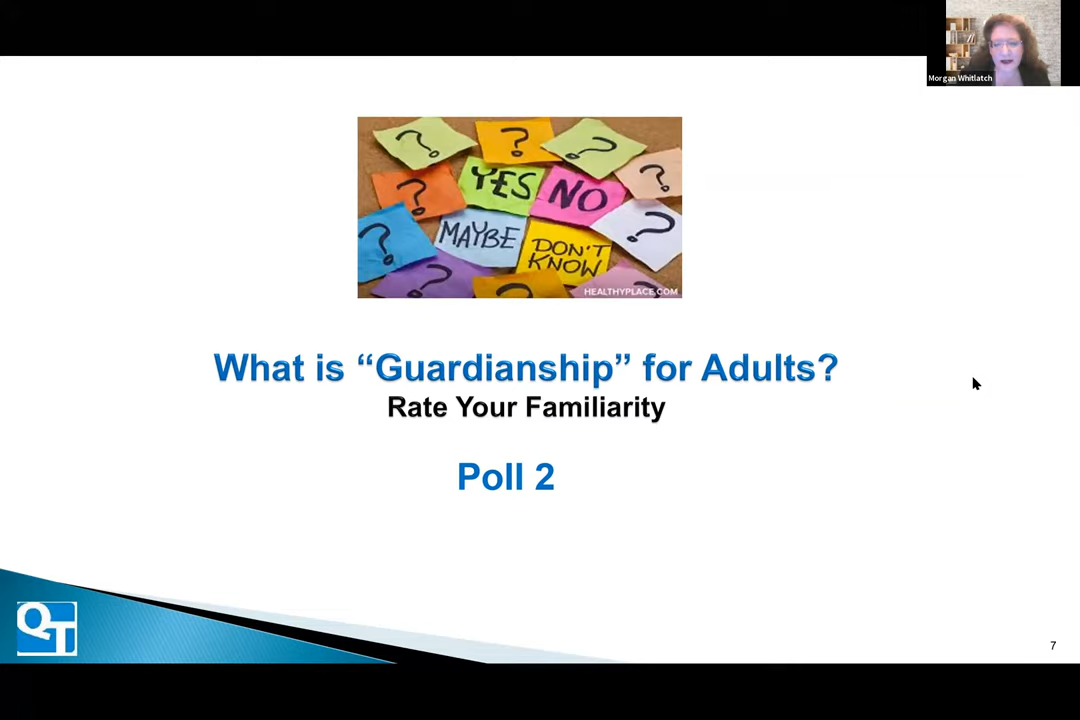 Morgan Whitlatch
?
?
?
?
YES
NO
?
?
MAYBE
DON'T
KNOW
?
?
?
?
HEALTHYPLACE.COM
What is “Guardianship” for Adults?
Rate Your Familiarity
Poll 2
QT
7